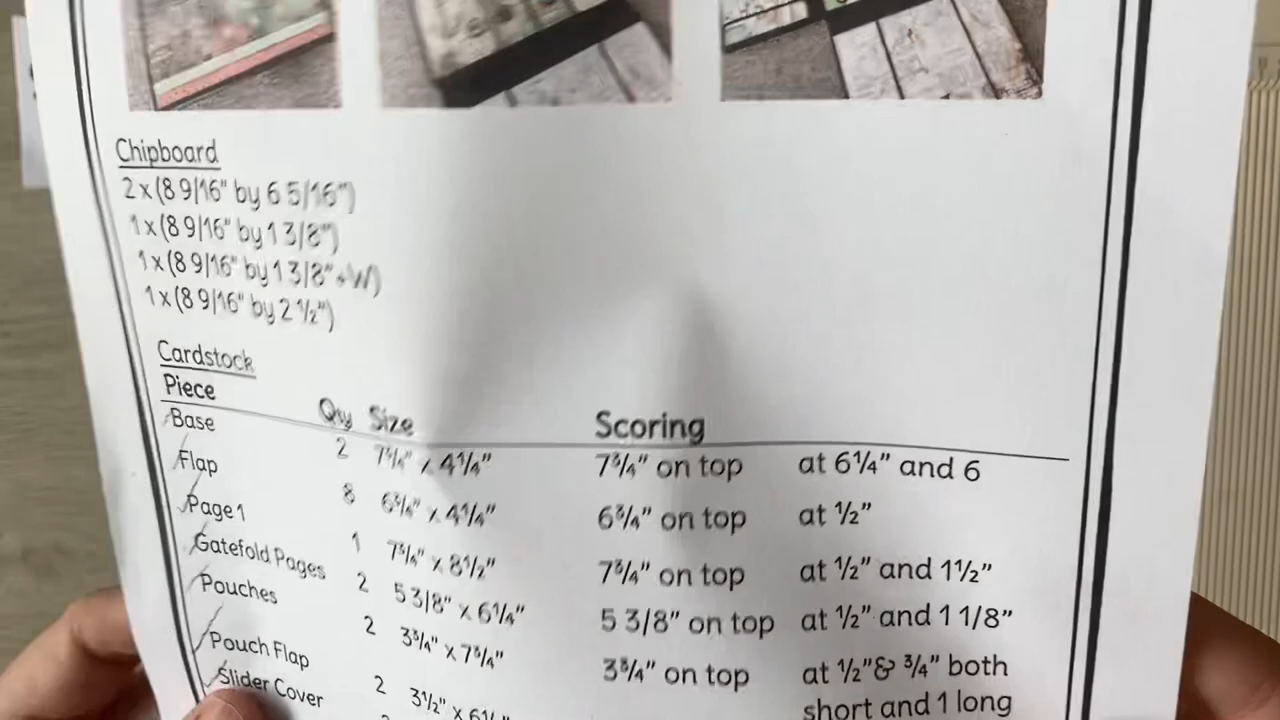 Chipboard
2 x (8 9/16" by 6 5/16")
1 x (8 9/16" by 1 3/8")
1 x (8 9/16" by 1 3/8" + W)
1 x (8 9/16" by 2 ½")
Cardstock
Piece Qty Size Scoring
Base 2 7¾" x 4¼" 7¾" on top at 6¼" and 6
Flap 8 6¾" x 4¼" 6¾" on top at ½"
Page 1 1 7¾" x 8½" 7¾" on top at ½" and 1½"
Gatefold Pages 2 5 3/8" x 6¼" 5 3/8" on top at ½" and 1 1/8"
Pouches 2 3¾" x 7¾" 3¾" on top at ½" & ¾" both
short and 1 long
Pouch Flap 2 3½" x
Slider Cover